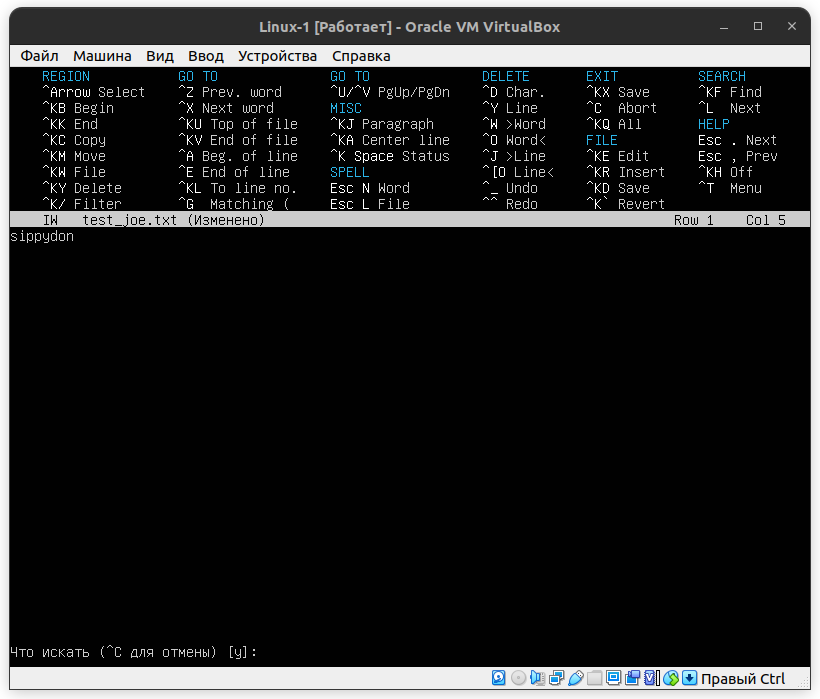 Linux-1 [Работает] - Oracle VM VirtualBox
Файл Машина Вид Ввод Устройства Справка
REGION GO TO GO TO DELETE EXIT SEARCH
^Arrow Select ^Z Prev. word ^U/^V PgUp/PgDn ^D Char. ^KX Save ^KF Find
^KB Begin ^X Next word MISC ^Y Line ^C Abort ^L Next
^KK End ^KU Top of file ^KJ Paragraph ^W >Word ^KQ All HELP
^KC Copy ^KV End of file ^KA Center line ^O Word< FILE Esc . Next
^KM Move ^A Beg. of line ^K Space Status ^J >Line ^KE Edit Esc , Prev
^KW File ^E End of line SPELL ^[O Line< ^KR Insert ^KH Off
^KY Delete ^KL To line no. Esc N Word ^_ Undo ^KD Save ^T Menu
^K/ Filter ^G Matching ( Esc L File ^^ Redo ^K` Revert
IW test_joe.txt (Изменено) Row 1 Col 5
sippydon
Что искать (^C для отмены) [y]:
Правый Ctrl